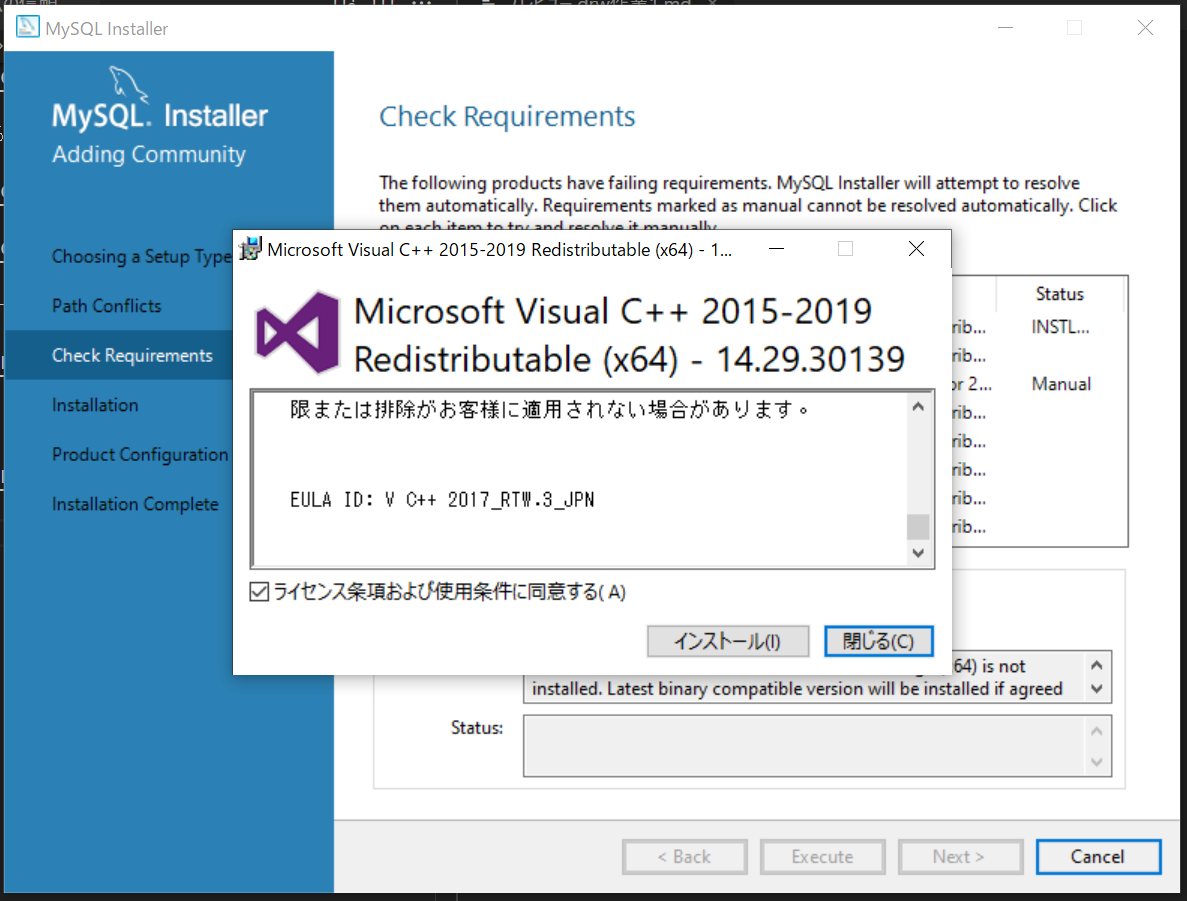 MySQL Installer
MySQL. Installer
Adding Community
Choosing a Setup Type
Path Conflicts
Check Requirements
Installation
Product Configuration
Installation Complete
Check Requirements
The following products have failing requirements. MySQL Installer will attempt to resolve
them automatically. Requirements marked as manual cannot be resolved automatically. Click
on each item to try and resolve it manually.
Status
rib... INSTL...
rib...
or 2... Manual
rib...
rib...
rib...
rib...
rib...
Microsoft Visual C++ 2015-2019 Redistributable (x64) - 1...
Microsoft Visual C++ 2015-2019
Redistributable (x64) - 14.29.30139
限または排除がお客様に適用されない場合があります。
EULA ID: V C++ 2017_RTW.3_JPN
ライセンス条項および使用条件に同意する(A)
インストール(I)
閉じる(C)
64) is not
installed. Latest binary compatible version will be installed if agreed
Status:
< Back
Execute
Next >
Cancel